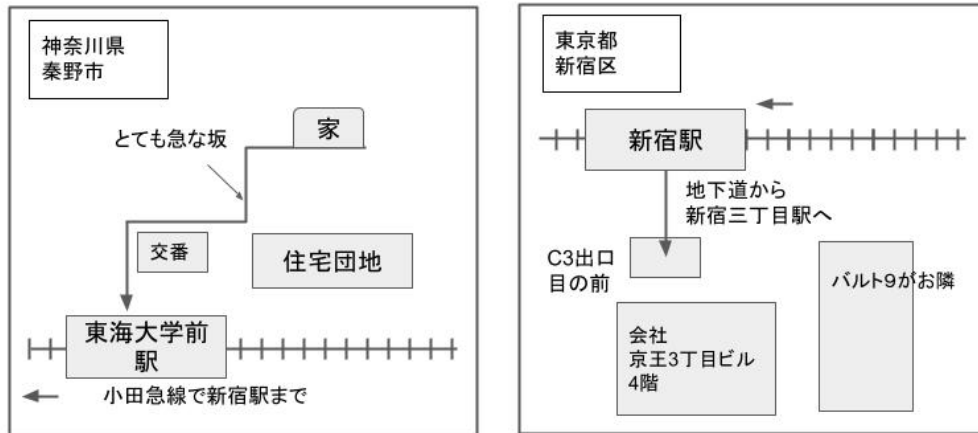 神奈川県
秦野市
家
とても急な坂
交番
住宅団地
東海大学前
駅
小田急線で新宿駅まで
東京都
新宿区
新宿駅
地下道から
新宿三丁目駅へ
C3出口
目の前
バルト9がお隣
会社
京王3丁目ビル
4階